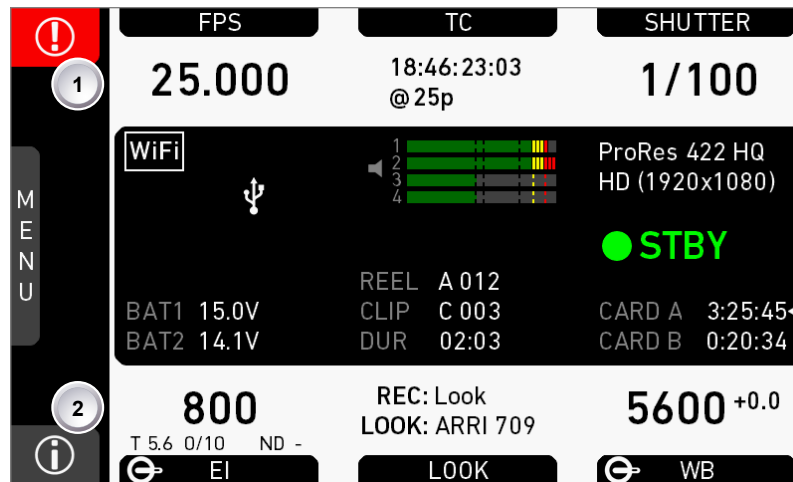 FPS TC SHUTTER
1 25.000 18:46:23:03 1/100
@25p
WiFi 1 ProRes 422 HQ
2 HD (1920x1080)
3
4
MENU
STBY
REEL A 012
BAT1 15.0V CLIP C 003 CARD A 3:25:45
BAT2 14.1V DUR 02:03 CARD B 0:20:34
2 800 REC: Look 5600 +0.0
LOOK: ARRI 709
T 5.6 0/10 ND -
EI LOOK WB